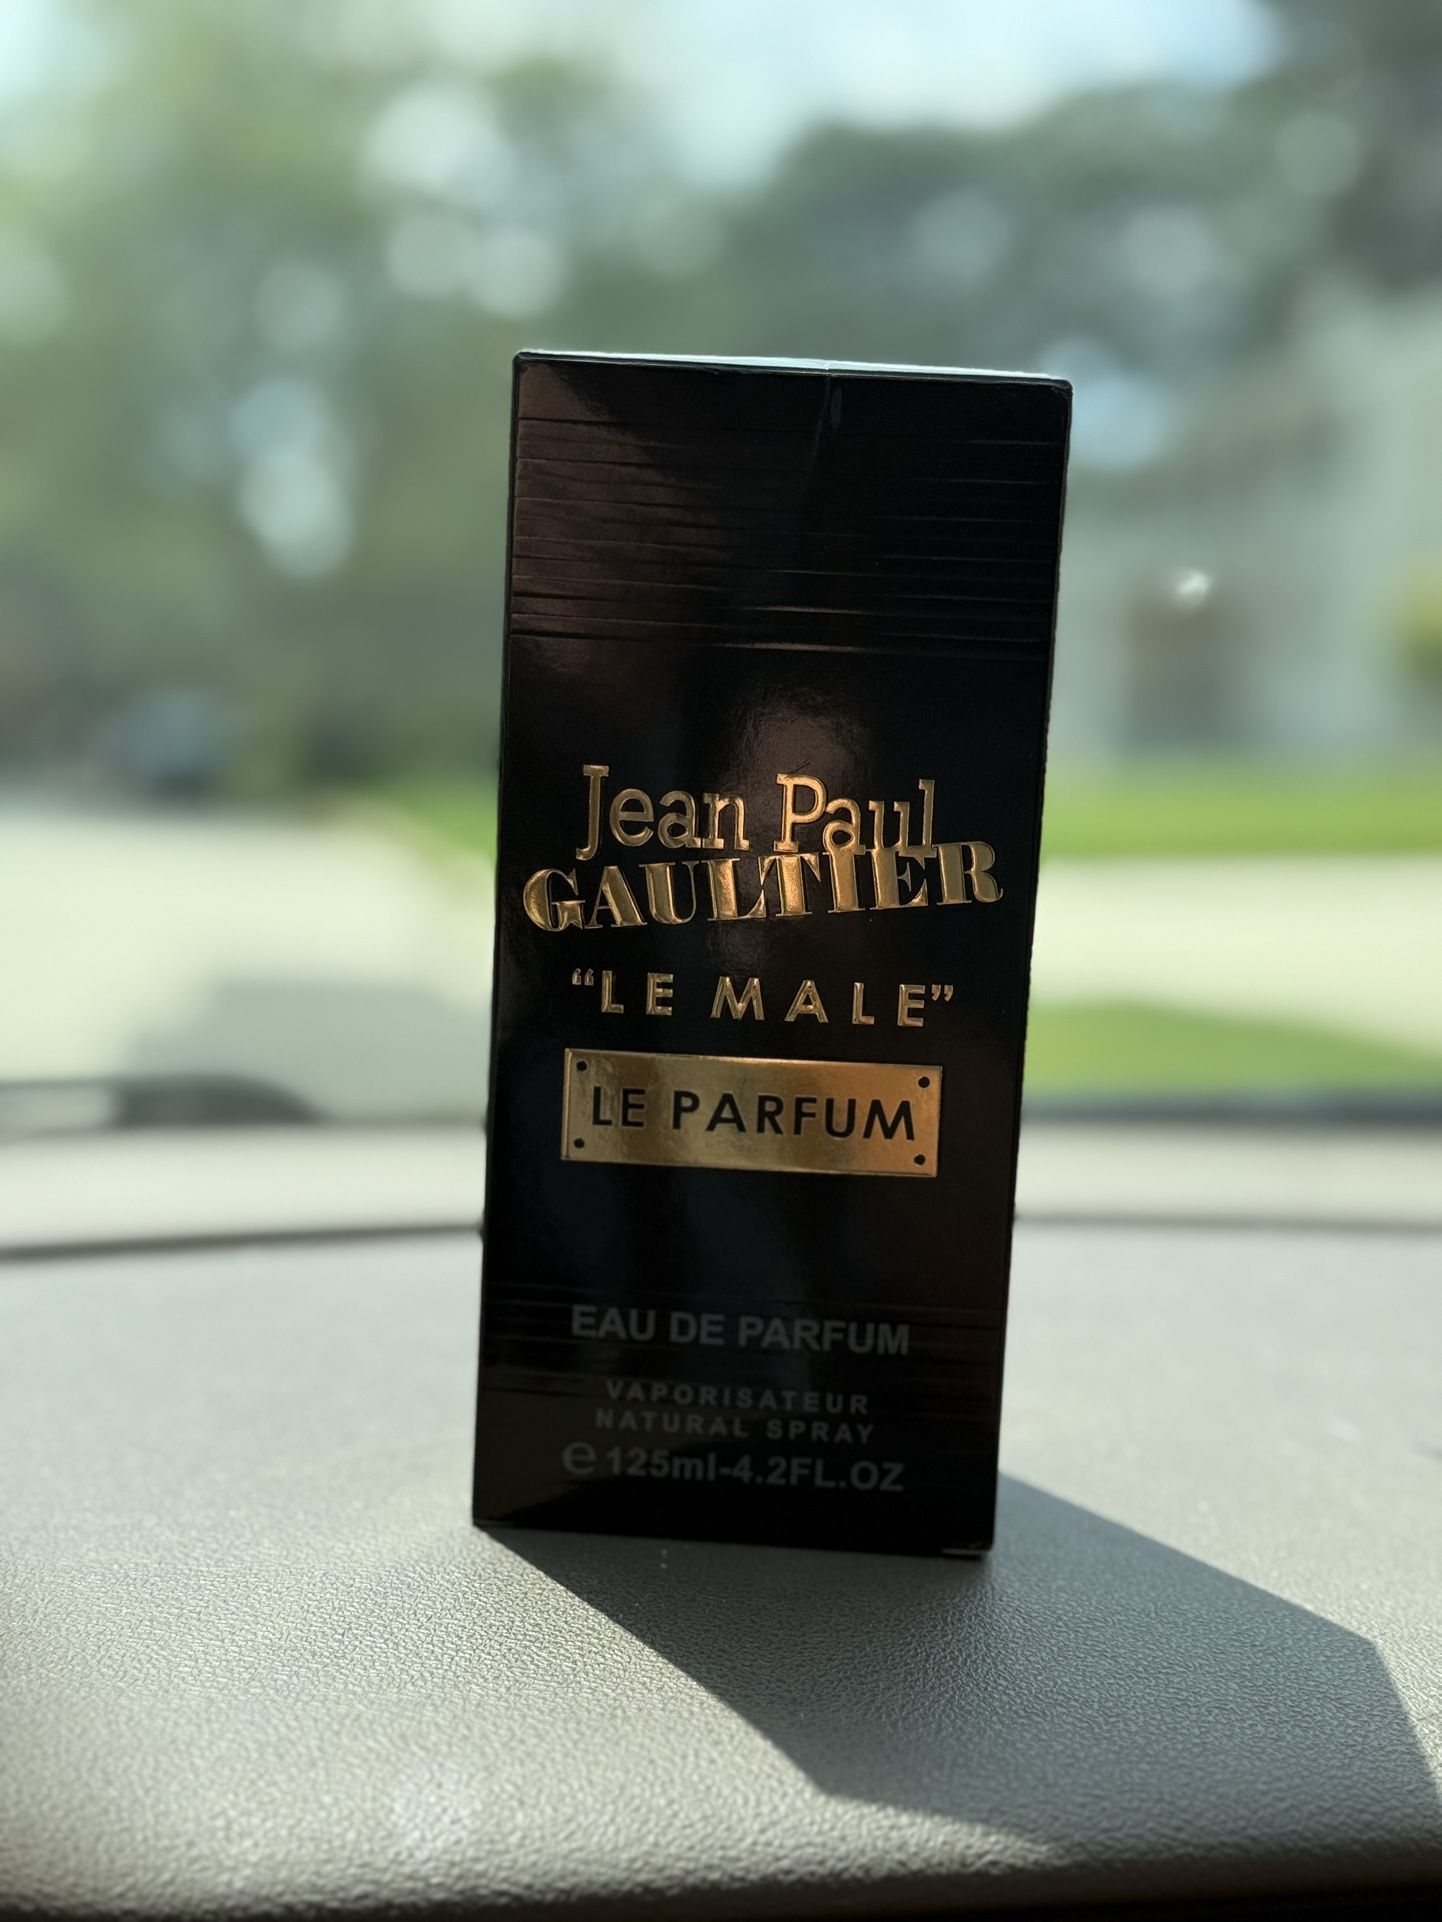 Jean Paul
GAULTIER
“LE MALE”
LE PARFUM
EAU DE PARFUM
VAPORISATEUR
NATURAL SPRAY
℮ 125ml-4.2FL.OZ